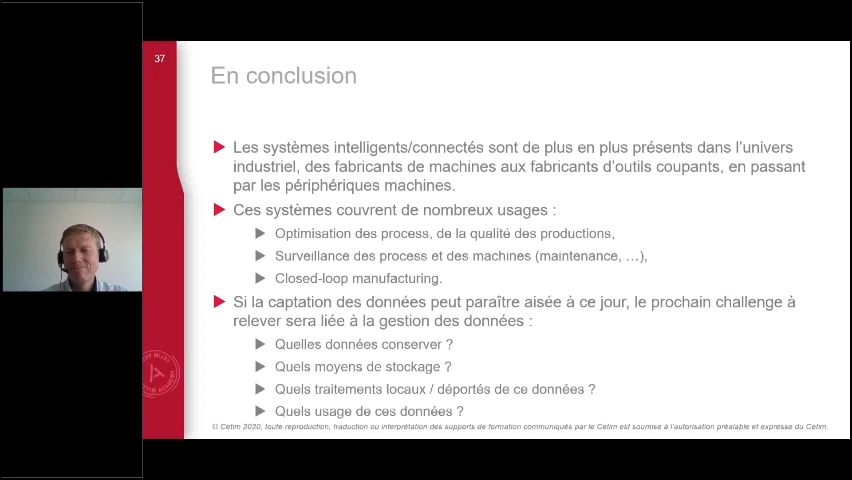 37
En conclusion
Les systèmes intelligents/connectés sont de plus en plus présents dans l'univers
industriel, des fabricants de machines aux fabricants d'outils coupants, en passant
par les périphériques machines.
Ces systèmes couvrent de nombreux usages :
Optimisation des process, de la qualité des productions,
Surveillance des process et des machines (maintenance, …),
Closed-loop manufacturing.
Si la captation des données peut paraître aisée à ce jour, le prochain challenge à
relever sera liée à la gestion des données :
Quelles données conserver ?
Quels moyens de stockage ?
Quels traitements locaux / déportés de ce données ?
Quels usage de ces données ?
© Cetim 2020, toute reproduction, traduction ou interprétation des supports de formation communiqués par le Cetim est soumise à l'autorisation préalable et expresse du Cetim.